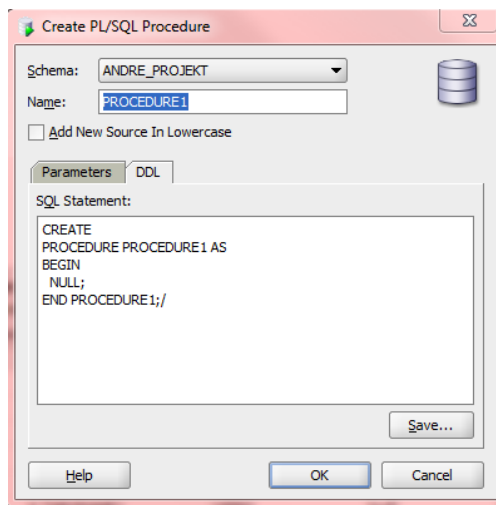 Create PL/SQL Procedure
Schema: ANDRE_PROJEKT
Name: PROCEDURE1
Add New Source In Lowercase
Parameters DDL
SQL Statement:
CREATE
PROCEDURE PROCEDURE1 AS
BEGIN
  NULL;
END PROCEDURE1;/
Save...
Help OK Cancel